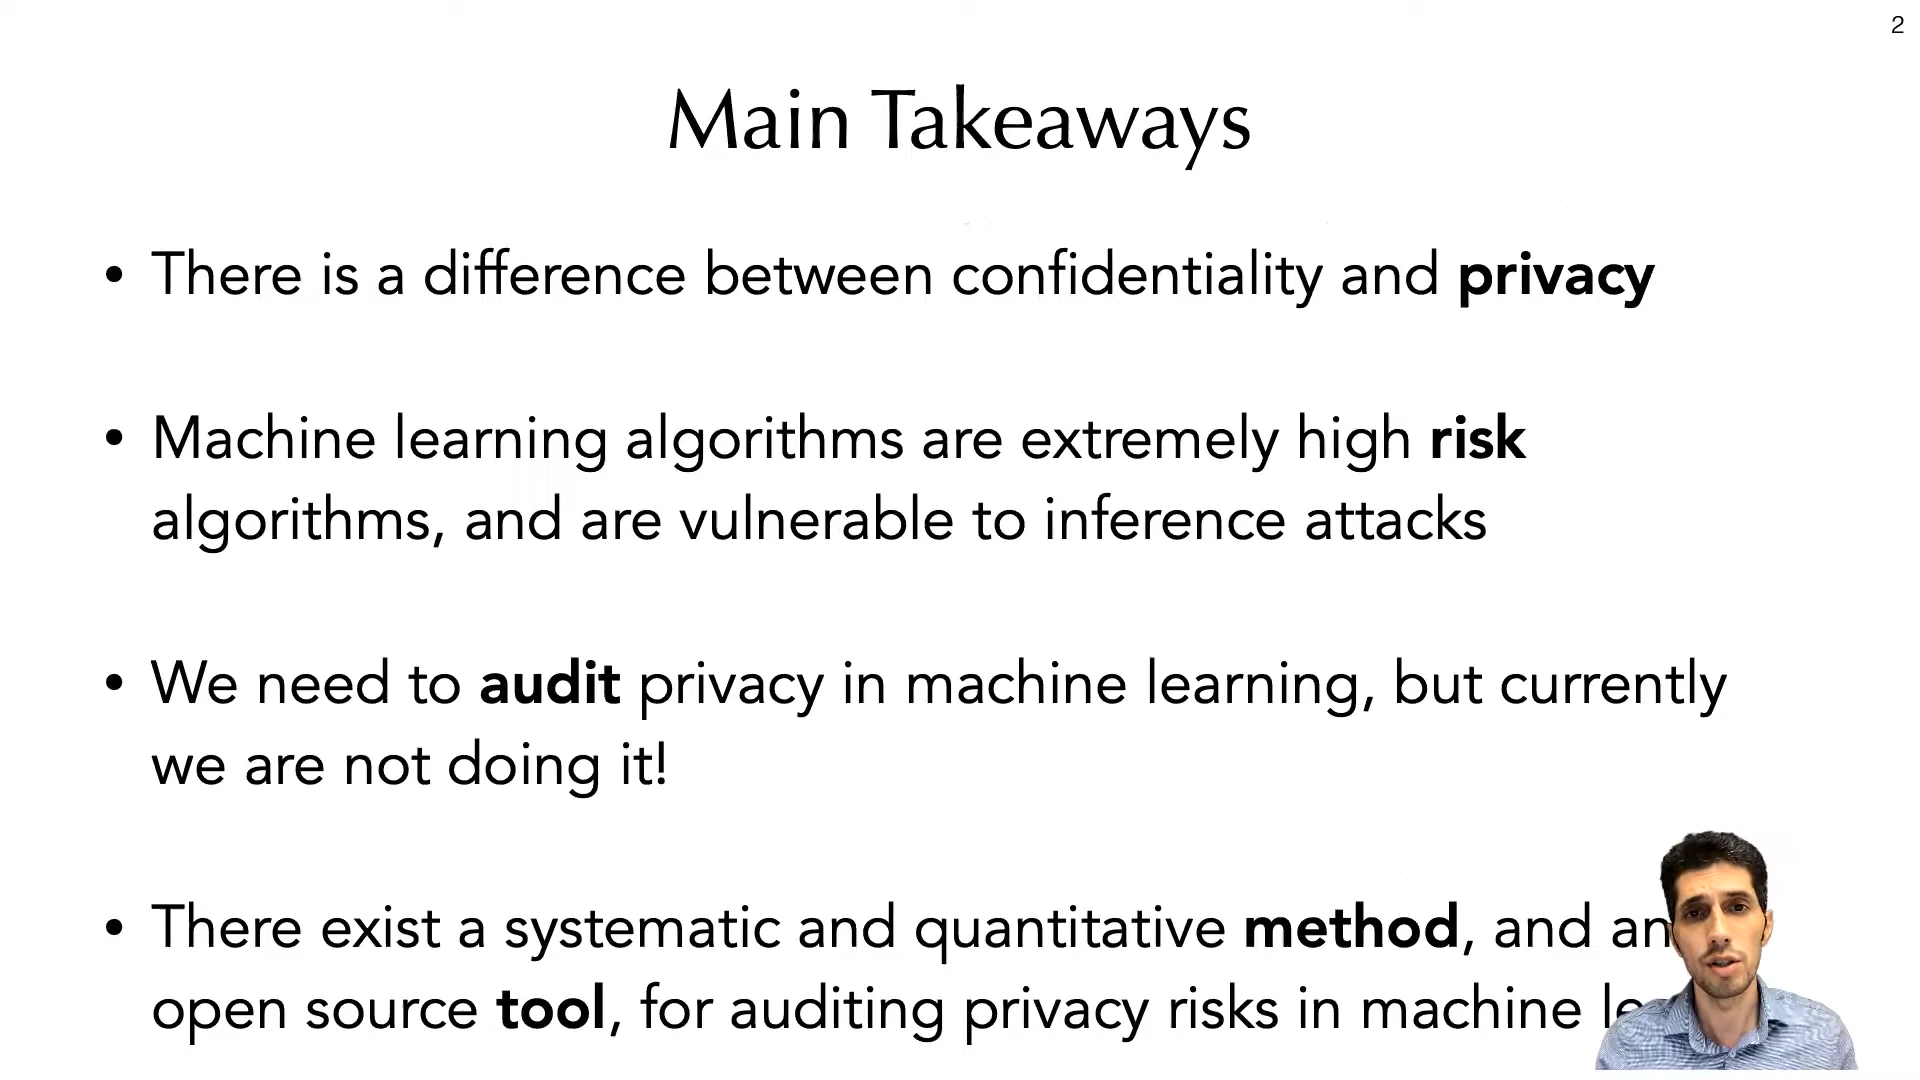 2
Main Takeaways
• There is a difference between confidentiality and privacy
• Machine learning algorithms are extremely high risk
algorithms, and are vulnerable to inference attacks
• We need to audit privacy in machine learning, but currently
we are not doing it!
• There exist a systematic and quantitative method, and an
open source tool, for auditing privacy risks in machine